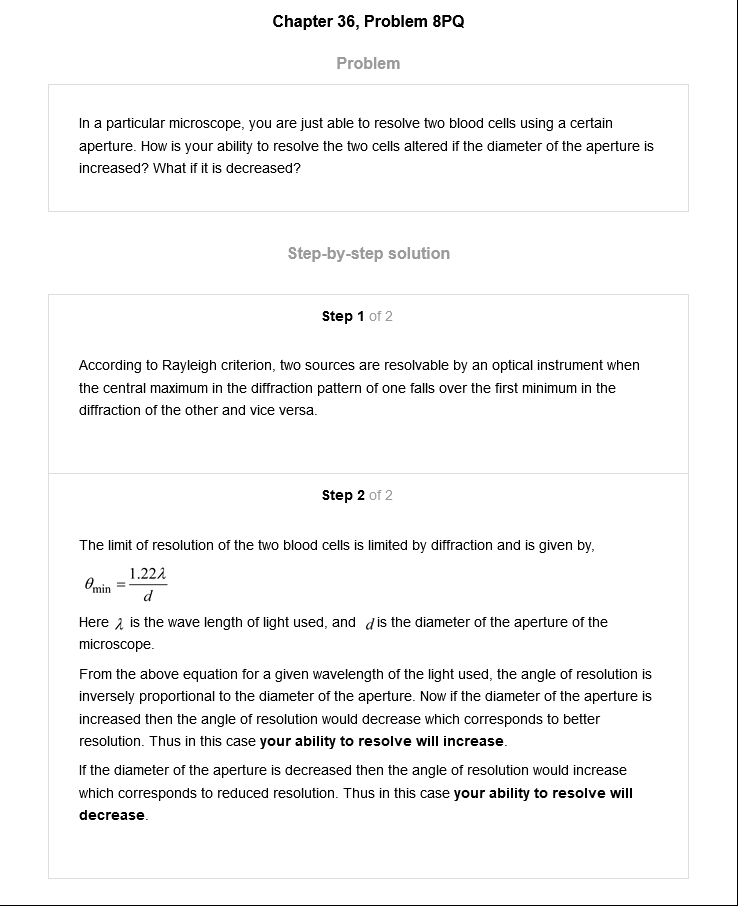 Chapter 36, Problem 8PQ
Problem
In a particular microscope, you are just able to resolve two blood cells using a certain
aperture. How is your ability to resolve the two cells altered if the diameter of the aperture is
increased? What if it is decreased?
Step-by-step solution
Step 1 of 2
According to Rayleigh criterion, two sources are resolvable by an optical instrument when
the central maximum in the diffraction pattern of one falls over the first minimum in the
diffraction of the other and vice versa.
Step 2 of 2
The limit of resolution of the two blood cells is limited by diffraction and is given by,
θmin = 1.22λ/d
Here λ is the wave length of light used, and d is the diameter of the aperture of the
microscope.
From the above equation for a given wavelength of the light used, the angle of resolution is
inversely proportional to the diameter of the aperture. Now if the diameter of the aperture is
increased then the angle of resolution would decrease which corresponds to better
resolution. Thus in this case your ability to resolve will increase.
If the diameter of the aperture is decreased then the angle of resolution would increase
which corresponds to reduced resolution. Thus in this case your ability to resolve will
decrease.